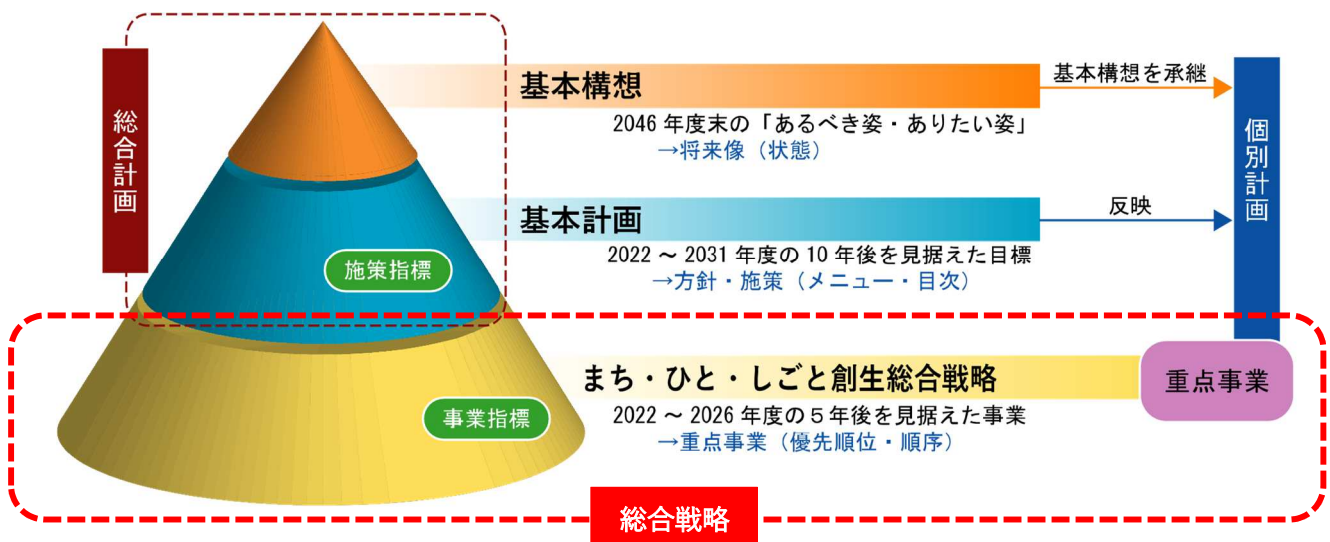 総合計画
基本構想
2046 年度末の「あるべき姿・ありたい姿」
→将来像（状態）
基本構想を承継
個別計画
基本計画
2022 ～ 2031 年度の 10 年後を見据えた目標
→方針・施策（メニュー・目次）
反映
施策指標
まち・ひと・しごと創生総合戦略
2022 ～ 2026 年度の５年後を見据えた事業
→重点事業（優先順位・順序）
重点事業
事業指標
総合戦略